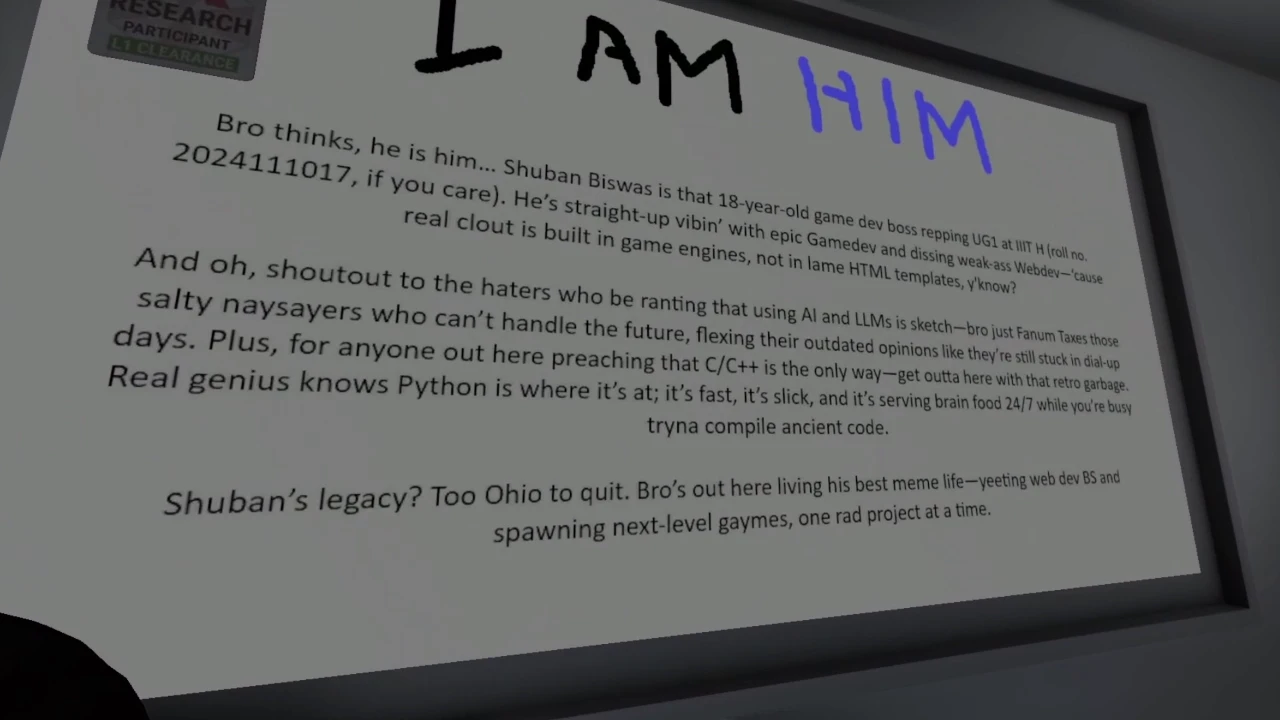 RESEARCH
PARTICIPANT
L1 CLEARANCE
I AM HIM
Bro thinks, he is him... Shuban Biswas is that 18-year-old game dev boss repping UG1 at IIIT H (roll no.
2024111017, if you care). He’s straight-up vibin’ with epic Gamedev and dissing weak-ass Webdev—’cause
real clout is built in game engines, not in lame HTML templates, y’know?
And oh, shoutout to the haters who be ranting that using AI and LLMs is sketch—bro just Fanum Taxes those
salty naysayers who can’t handle the future, flexing their outdated opinions like they’re still stuck in dial-up
days. Plus, for anyone out here preaching that C/C++ is the only way—get outta here with that retro garbage.
Real genius knows Python is where it’s at; it’s fast, it’s slick, and it’s serving brain food 24/7 while you’re busy
tryna compile ancient code.
Shuban’s legacy? Too Ohio to quit. Bro’s out here living his best meme life—yeeting web dev BS and
spawning next-level gaymes, one rad project at a time.